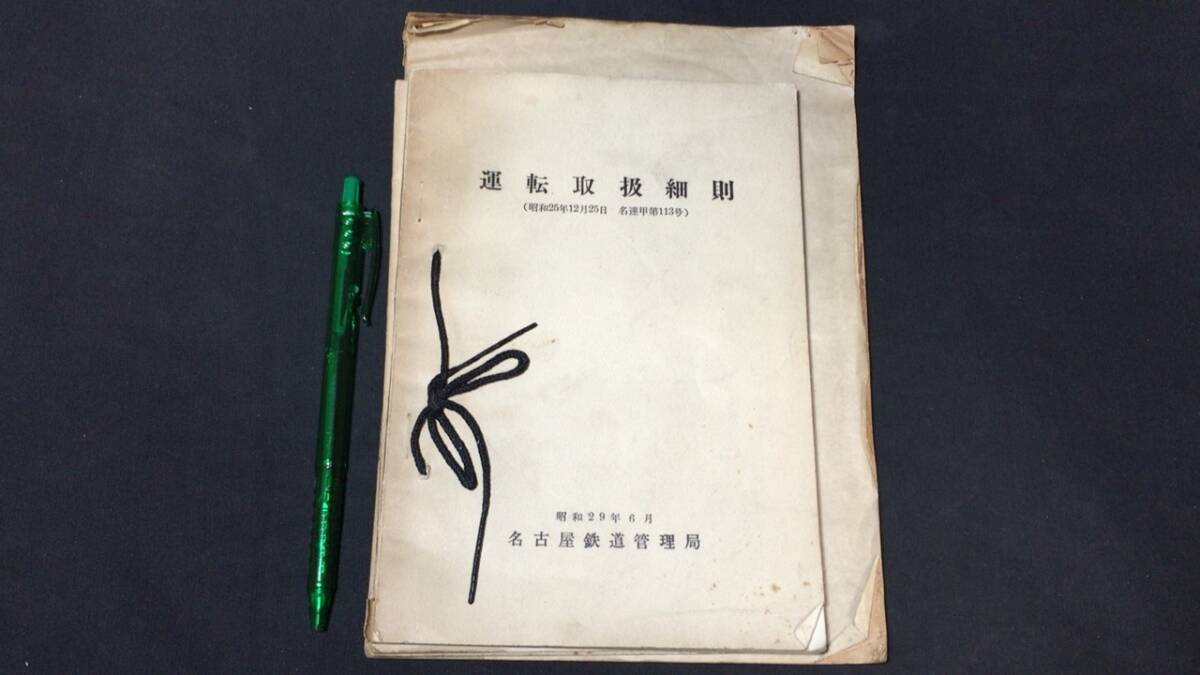 運転取扱細則
(昭和25年12月25日 名達甲第113号)
昭和29年6月
名古屋鉄道管理局